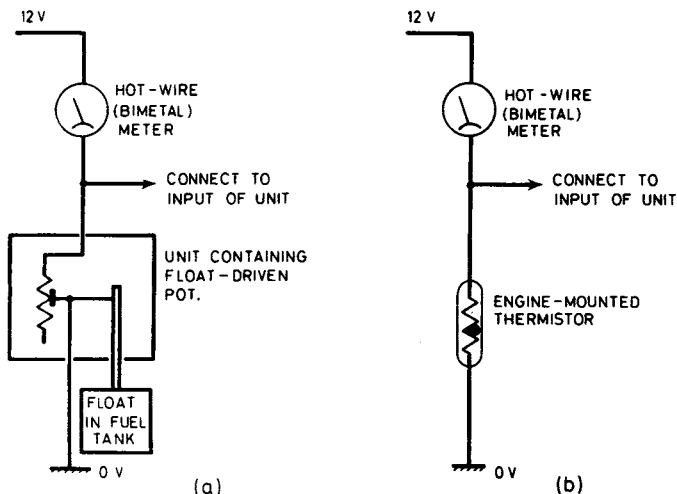 12 V
HOT-WIRE
(BIMETAL)
METER
CONNECT TO
INPUT OF UNIT
UNIT CONTAINING
FLOAT-DRIVEN
POT.
FLOAT
IN FUEL
TANK
0 V
(a)
12 V
HOT-WIRE
(BIMETAL)
METER
CONNECT TO
INPUT OF UNIT
ENGINE-MOUNTED
THERMISTOR
0 V
(b)